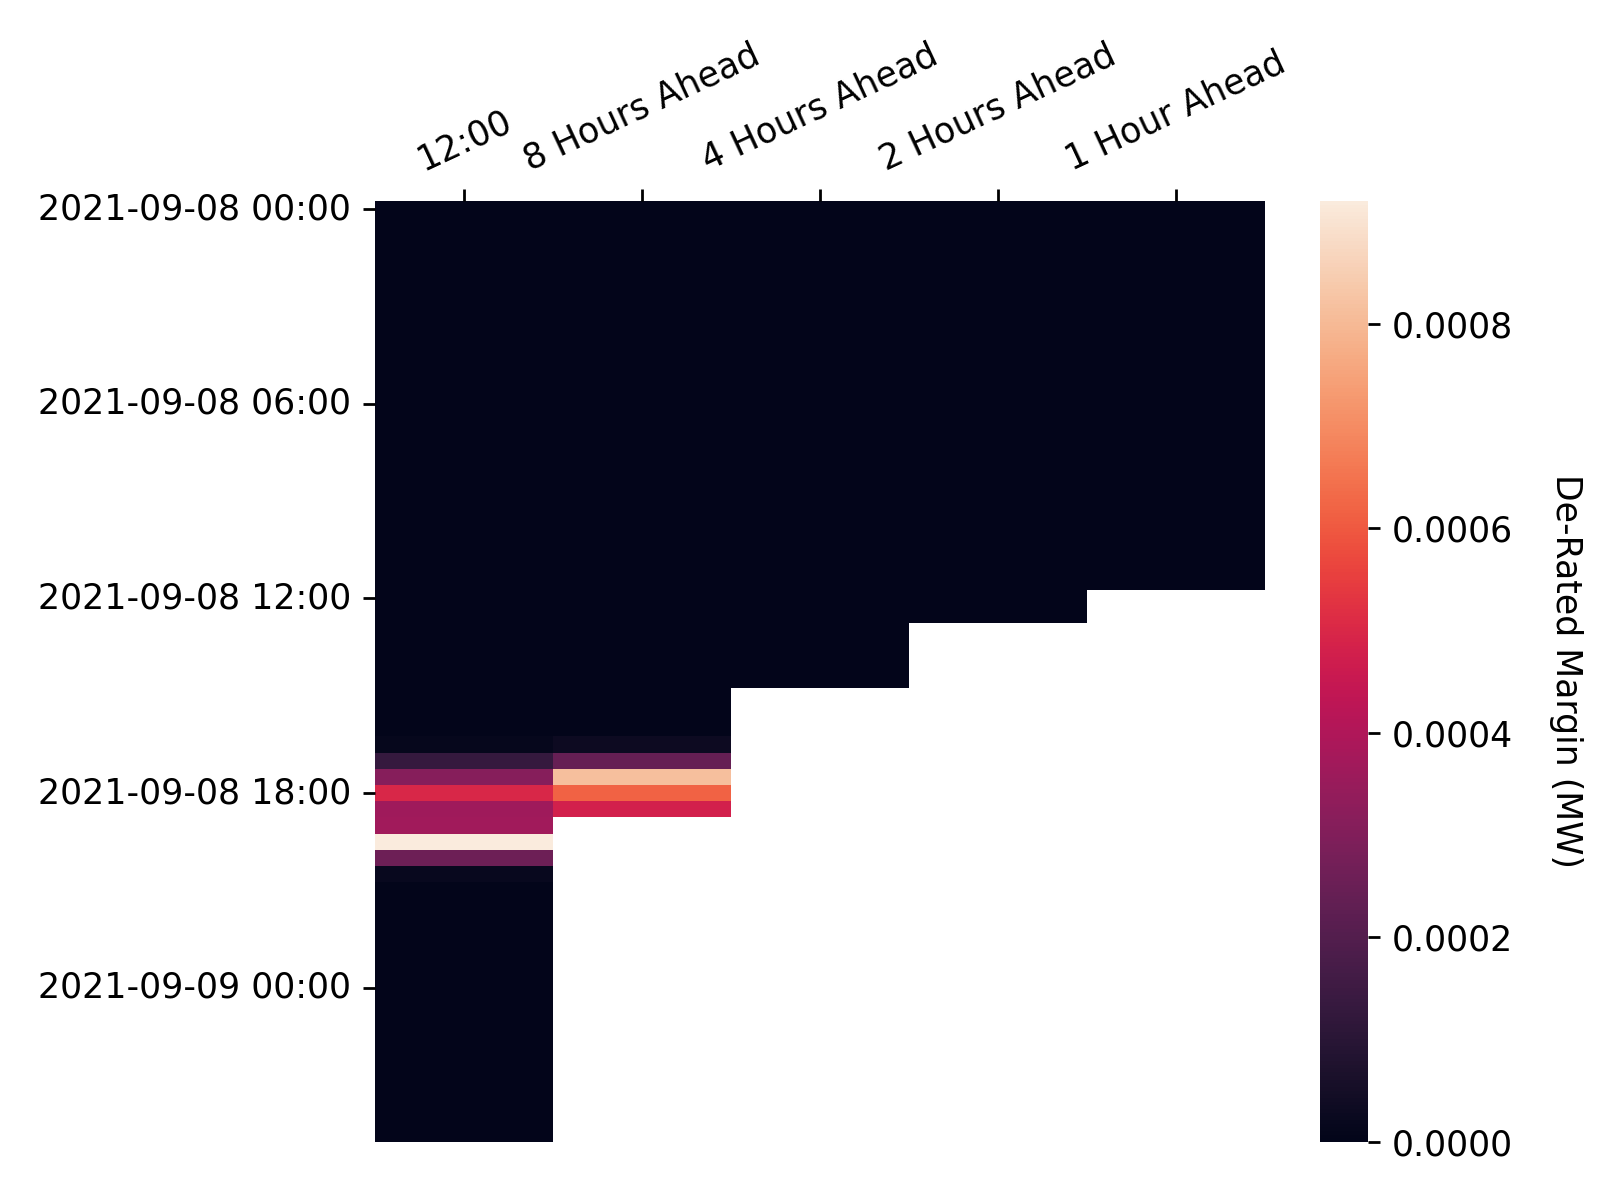 12:00
8 Hours Ahead
4 Hours Ahead
2 Hours Ahead
1 Hour Ahead
2021-09-08 00:00
2021-09-08 06:00
2021-09-08 12:00
2021-09-08 18:00
2021-09-09 00:00
0.0008
0.0006
0.0004
0.0002
0.0000
De-Rated Margin (MW)